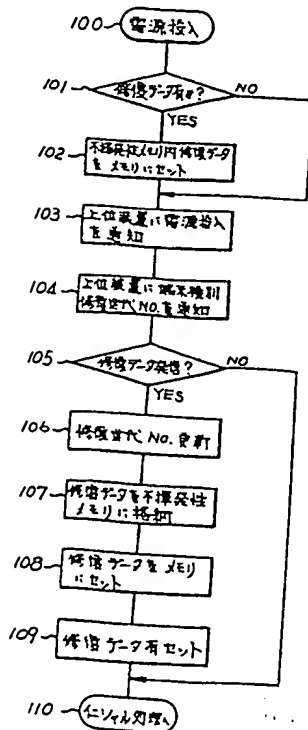 100
電源投入
101
修復データ有り?
NO
YES
102
不揮発性メモリ内修復データ
をメモリにセット
103
上位装置に電源投入
を通知
104
上位装置に端末種別
修復世代No.を通知
105
修復データ発信?
NO
YES
106
修復世代No.更新
107
修復データを不揮発性
メモリに格納
108
修復データをメモリ
にセット
109
修復データ有セット
110
イニシャル処理へ